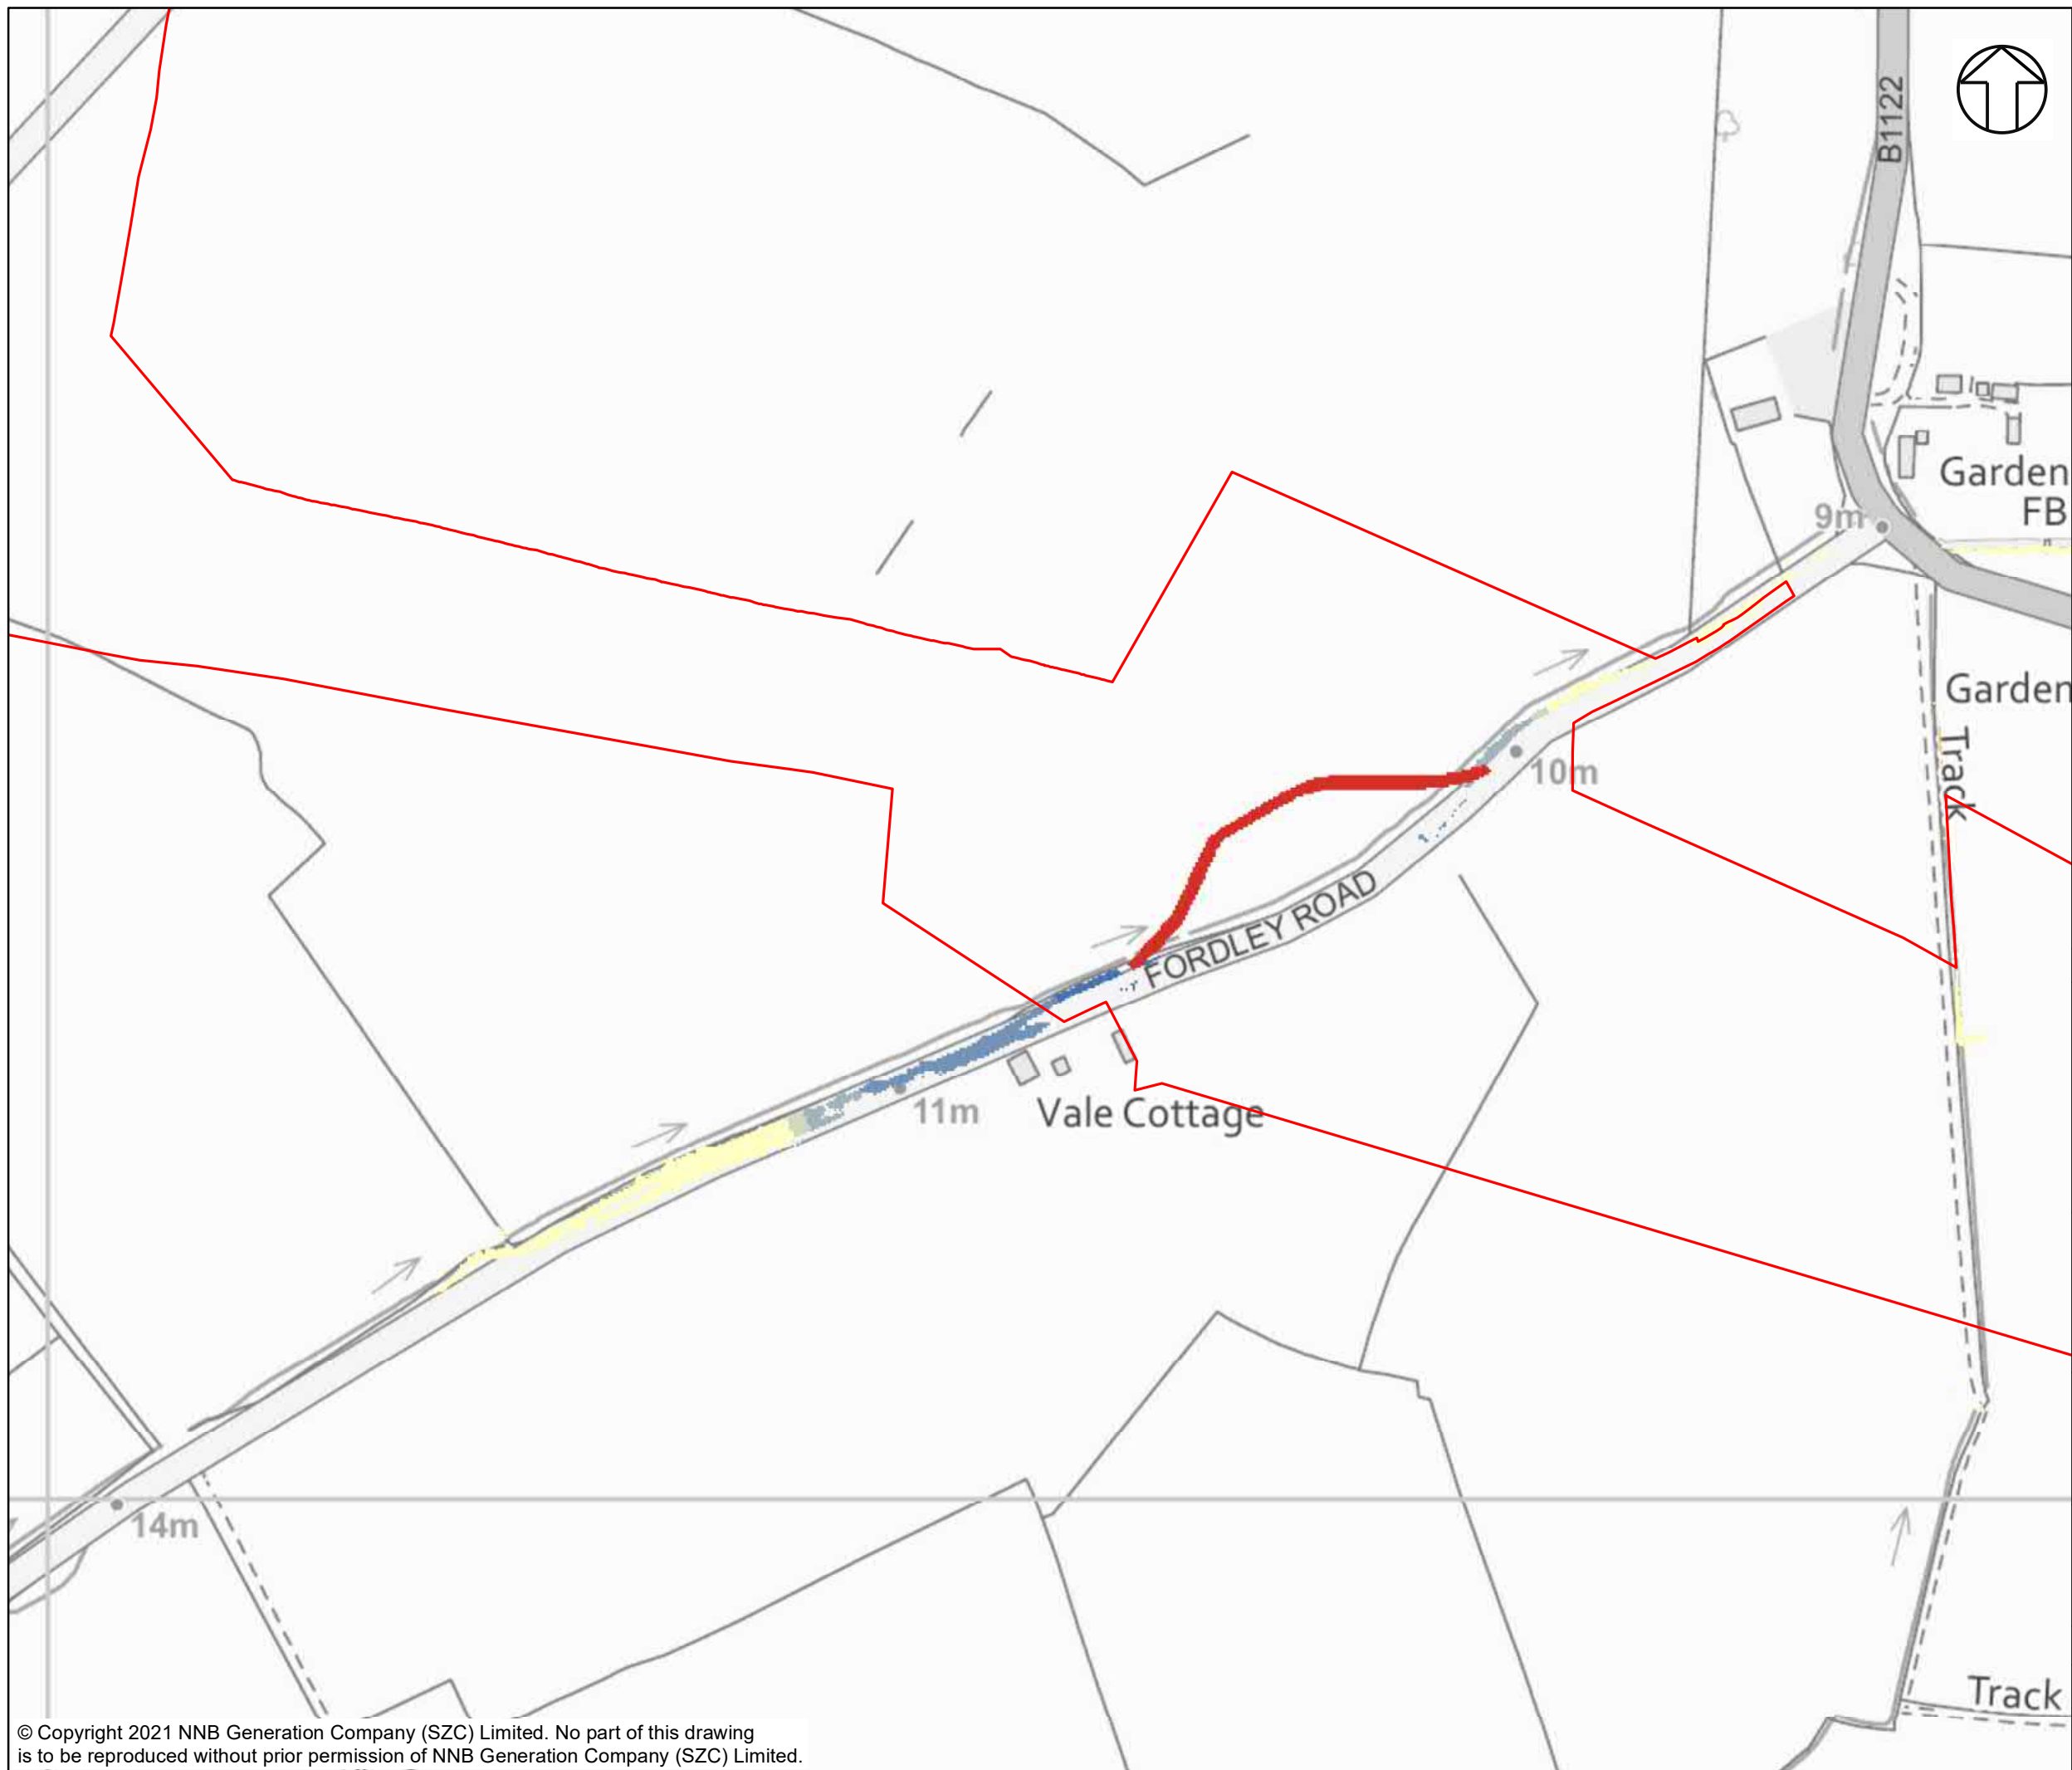 B1122
Garden
FB
9m
Garden
Track
10m
FORDLEY ROAD
11m
Vale Cottage
14m
Track
© Copyright 2021 NNB Generation Company (SZC) Limited. No part of this drawing
is to be reproduced without prior permission of NNB Generation Company (SZC) Limited.